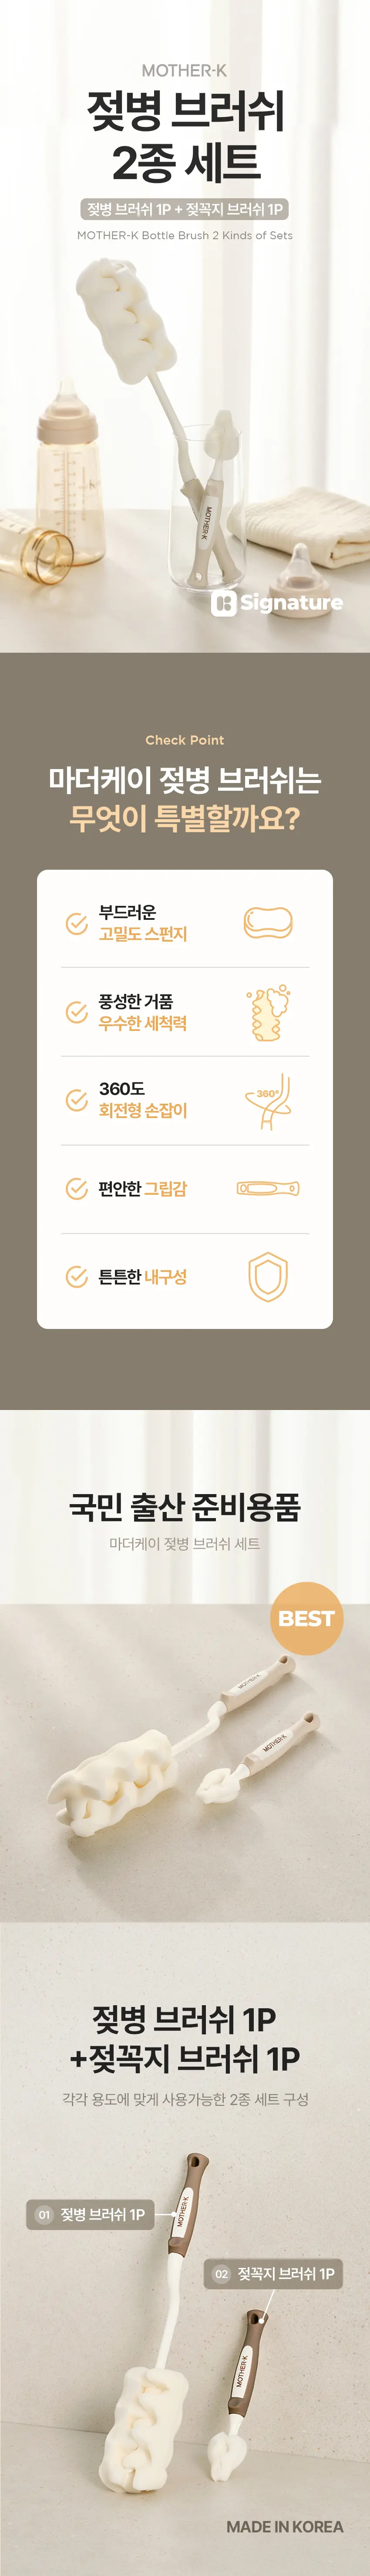 MOTHER-K
젖병 브러쉬
2종 세트
젖병 브러쉬 1P + 젖꼭지 브러쉬 1P
MOTHER-K Bottle Brush 2 Kinds of Sets
MOTHER-K
Signature
Check Point
마더케이 젖병 브러쉬는
무엇이 특별할까요?
부드러운
고밀도 스펀지
풍성한 거품
우수한 세척력
360도
회전형 손잡이
360°
편안한 그립감
튼튼한 내구성
국민 출산 준비용품
마더케이 젖병 브러쉬 세트
BEST
MOTHER-K
MOTHER-K
젖병 브러쉬 1P
+젖꼭지 브러쉬 1P
각각 용도에 맞게 사용가능한 2종 세트 구성
MOTHER-K
01 젖병 브러쉬 1P
02 젖꼭지 브러쉬 1P
MOTHER-K
MADE IN KOREA